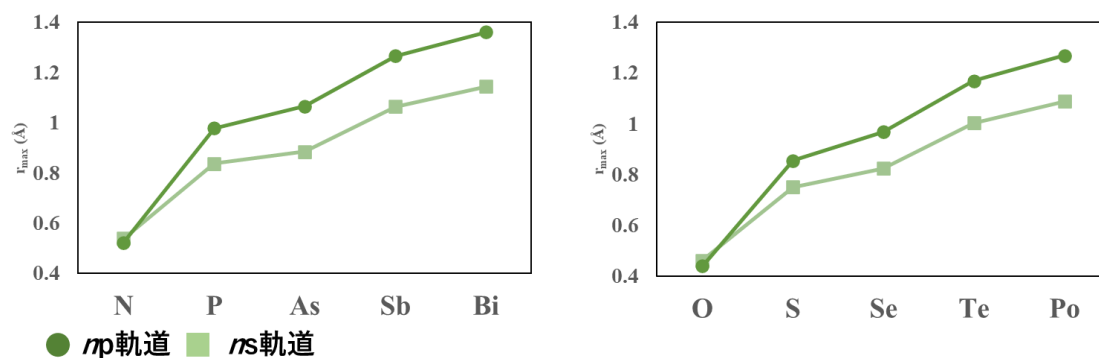 1.4
1.2
1
0.8
0.6
0.4
r_max (Å)
N P As Sb Bi
np軌道 ns軌道
1.4
1.2
1
0.8
0.6
0.4
r_max (Å)
O S Se Te Po